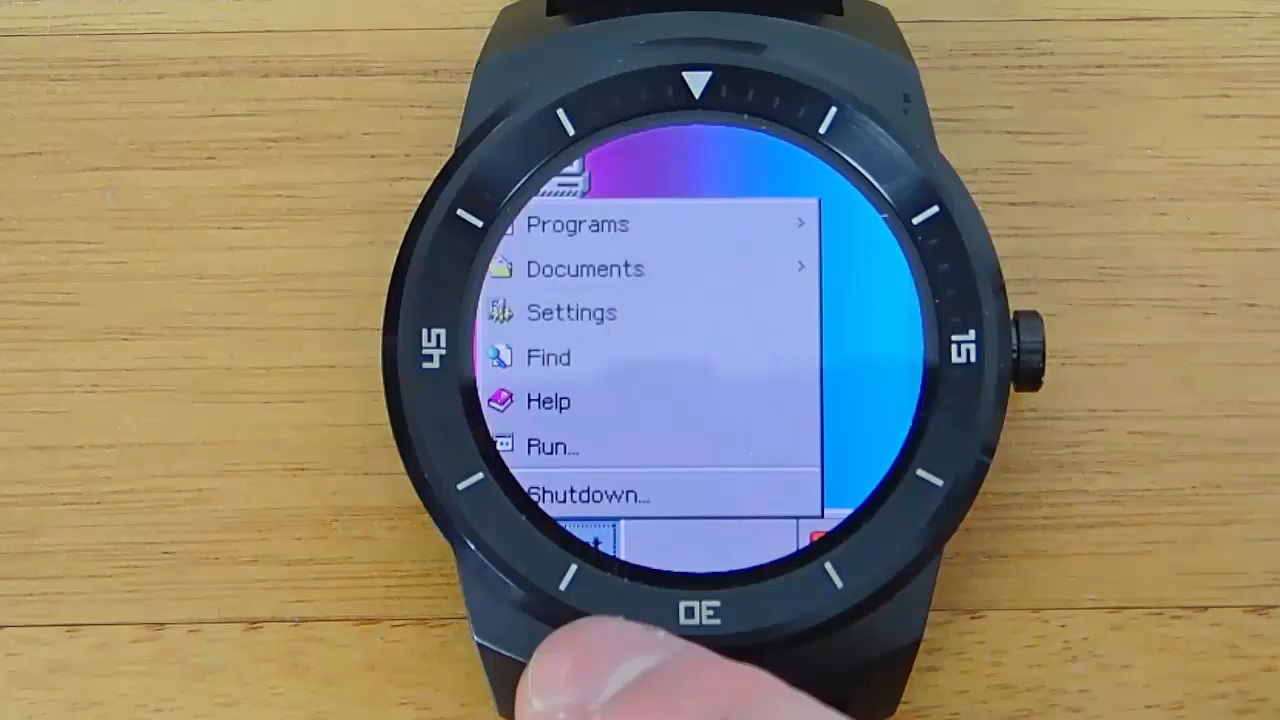 Programs
Documents
Settings
Find
Help
Run...
Shutdown...
45
15
30